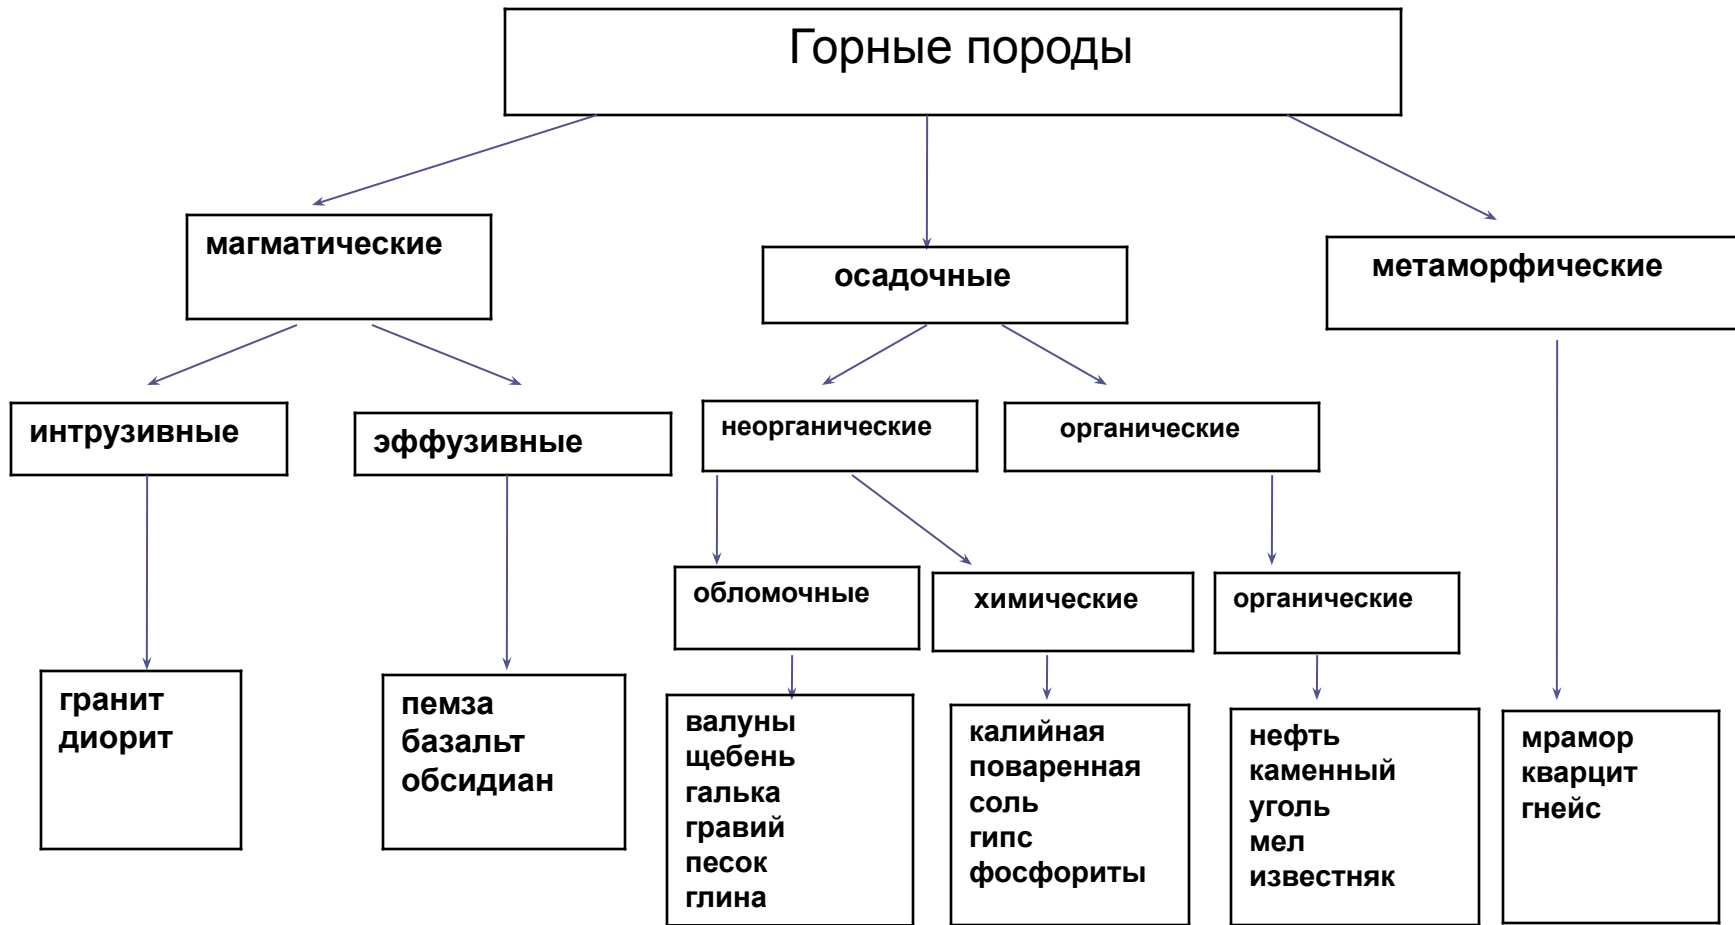 Горные породы
магматические
осадочные
метаморфические
интрузивные
эффузивные
неорганические
органические
обломочные
химические
органические
гранит
диорит
пемза
базальт
обсидиан
валуны
щебень
галька
гравий
песок
глина
калийная
поваренная
соль
гипс
фосфориты
нефть
каменный
уголь
мел
известняк
мрамор
кварцит
гнейс